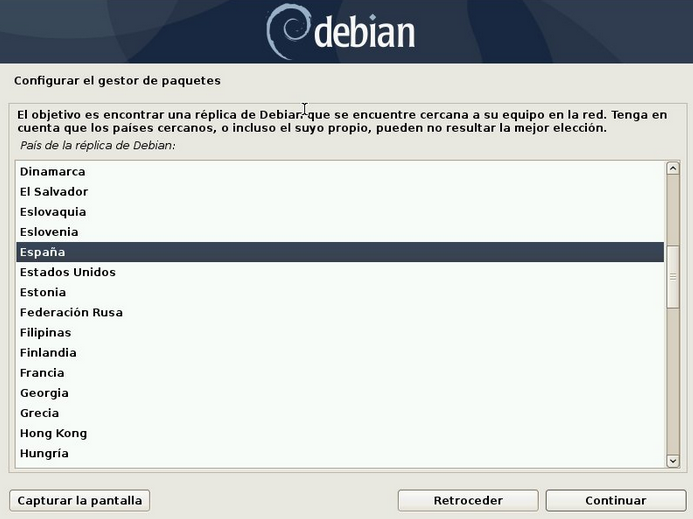 debian
Configurar el gestor de paquetes
El objetivo es encontrar una réplica de Debian que se encuentre cercana a su equipo en la red. Tenga en
cuenta que los países cercanos, o incluso el suyo propio, pueden no resultar la mejor elección.
País de la réplica de Debian:
Dinamarca
El Salvador
Eslovaquia
Eslovenia
España
Estados Unidos
Estonia
Federación Rusa
Filipinas
Finlandia
Francia
Georgia
Grecia
Hong Kong
Hungría
Capturar la pantalla
Retroceder
Continuar